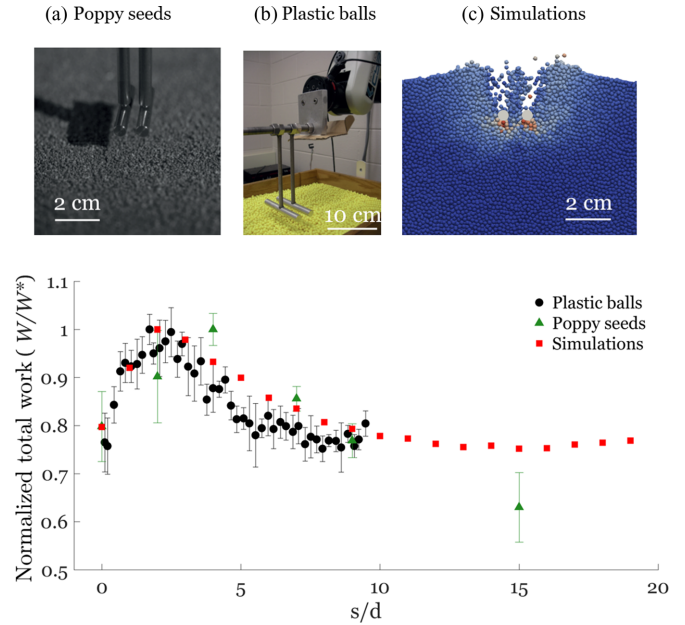 (a) Poppy seeds
(b) Plastic balls
(c) Simulations
2 cm
10 cm
2 cm
Normalized total work ( W/W*)
1.1
1
0.9
0.8
0.7
0.6
0.5
Plastic balls
Poppy seeds
Simulations
0
5
10
15
20
s/d